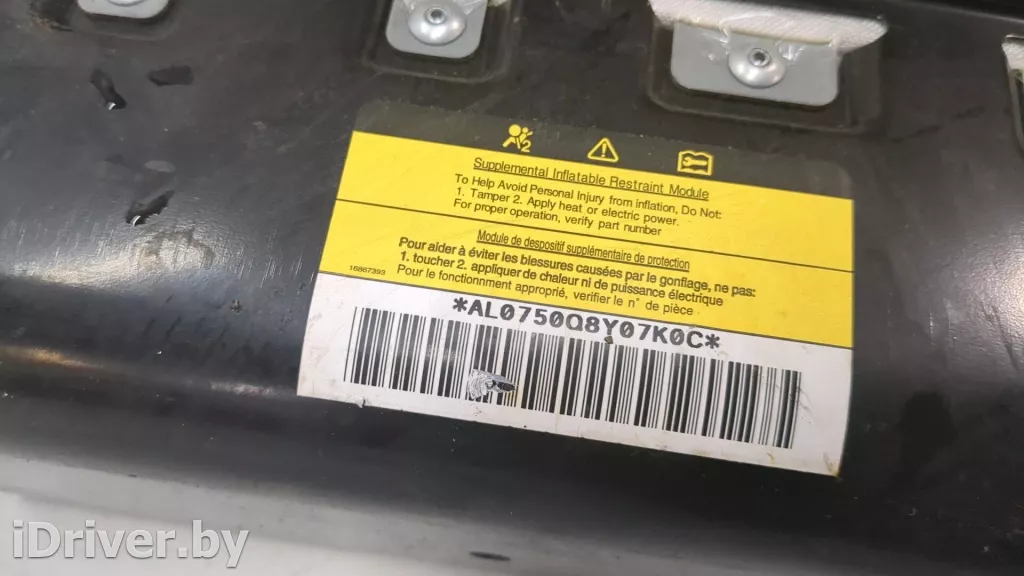 2
Supplemental Inflatable Restraint Module
To Help Avoid Personal Injury from inflation, Do Not:
1. Tamper 2. Apply heat or electric power.
For proper operation, verify part number
Module de despositif supplémentaire de protection
Pour aider à éviter les blessures causées par le gonflage, ne pas:
1. toucher 2. appliquer de chaleur ni de puissance électrique
16867393 Pour le fonctionnment approprié, verifier le n° de pièce
*AL0750Q8Y07K0C*
iDriver.by